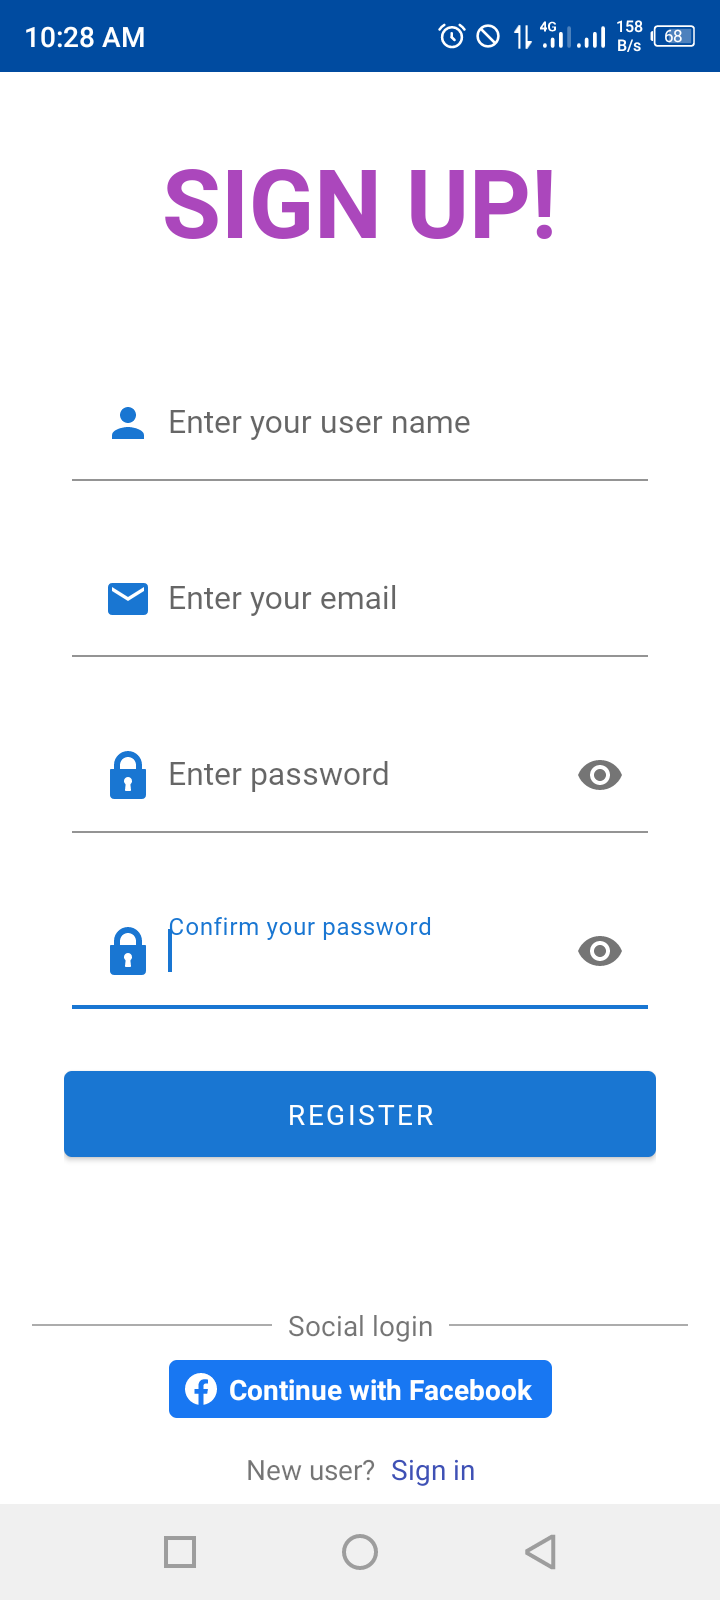 10:28 AM
4G
158
B/s
68
SIGN UP!
Enter your user name
Enter your email
Enter password
Confirm your password
REGISTER
Social login
Continue with Facebook
New user? Sign in